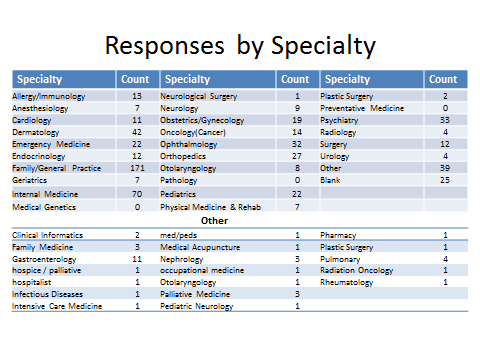 Responses by Specialty
Specialty Count Specialty Count Specialty Count
Allergy/Immunology 13 Neurological Surgery 1 Plastic Surgery 2
Anesthesiology 7 Neurology 9 Preventative Medicine 0
Cardiology 11 Obstetrics/Gynecology 19 Psychiatry 33
Dermatology 42 Oncology(Cancer) 14 Radiology 4
Emergency Medicine 22 Ophthalmology 32 Surgery 12
Endocrinology 12 Orthopedics 27 Urology 4
Family/General Practice 171 Otolaryngology 8 Other 39
Geriatrics 7 Pathology 0 Blank 25
Internal Medicine 70 Pediatrics 22
Medical Genetics 0 Physical Medicine & Rehab 7
Other
Clinical Informatics 2 med/peds 1 Pharmacy 1
Family Medicine 3 Medical Acupuncture 1 Plastic Surgery 1
Gastroenterology 11 Nephrology 3 Pulmonary 4
hospice / palliative 1 occupational medicine 1 Radiation Oncology 1
hospitalist 1 Otolaryngology 1 Rheumatology 1
Infectious Diseases 1 Palliative Medicine 3
Intensive Care Medicine 1 Pediatric Neurology 1